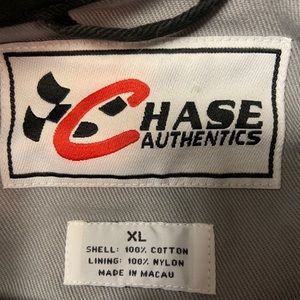 CHASE
AUTHENTICS
XL
SHELL: 100% COTTON
LINING: 100% NYLON
MADE IN MACAU